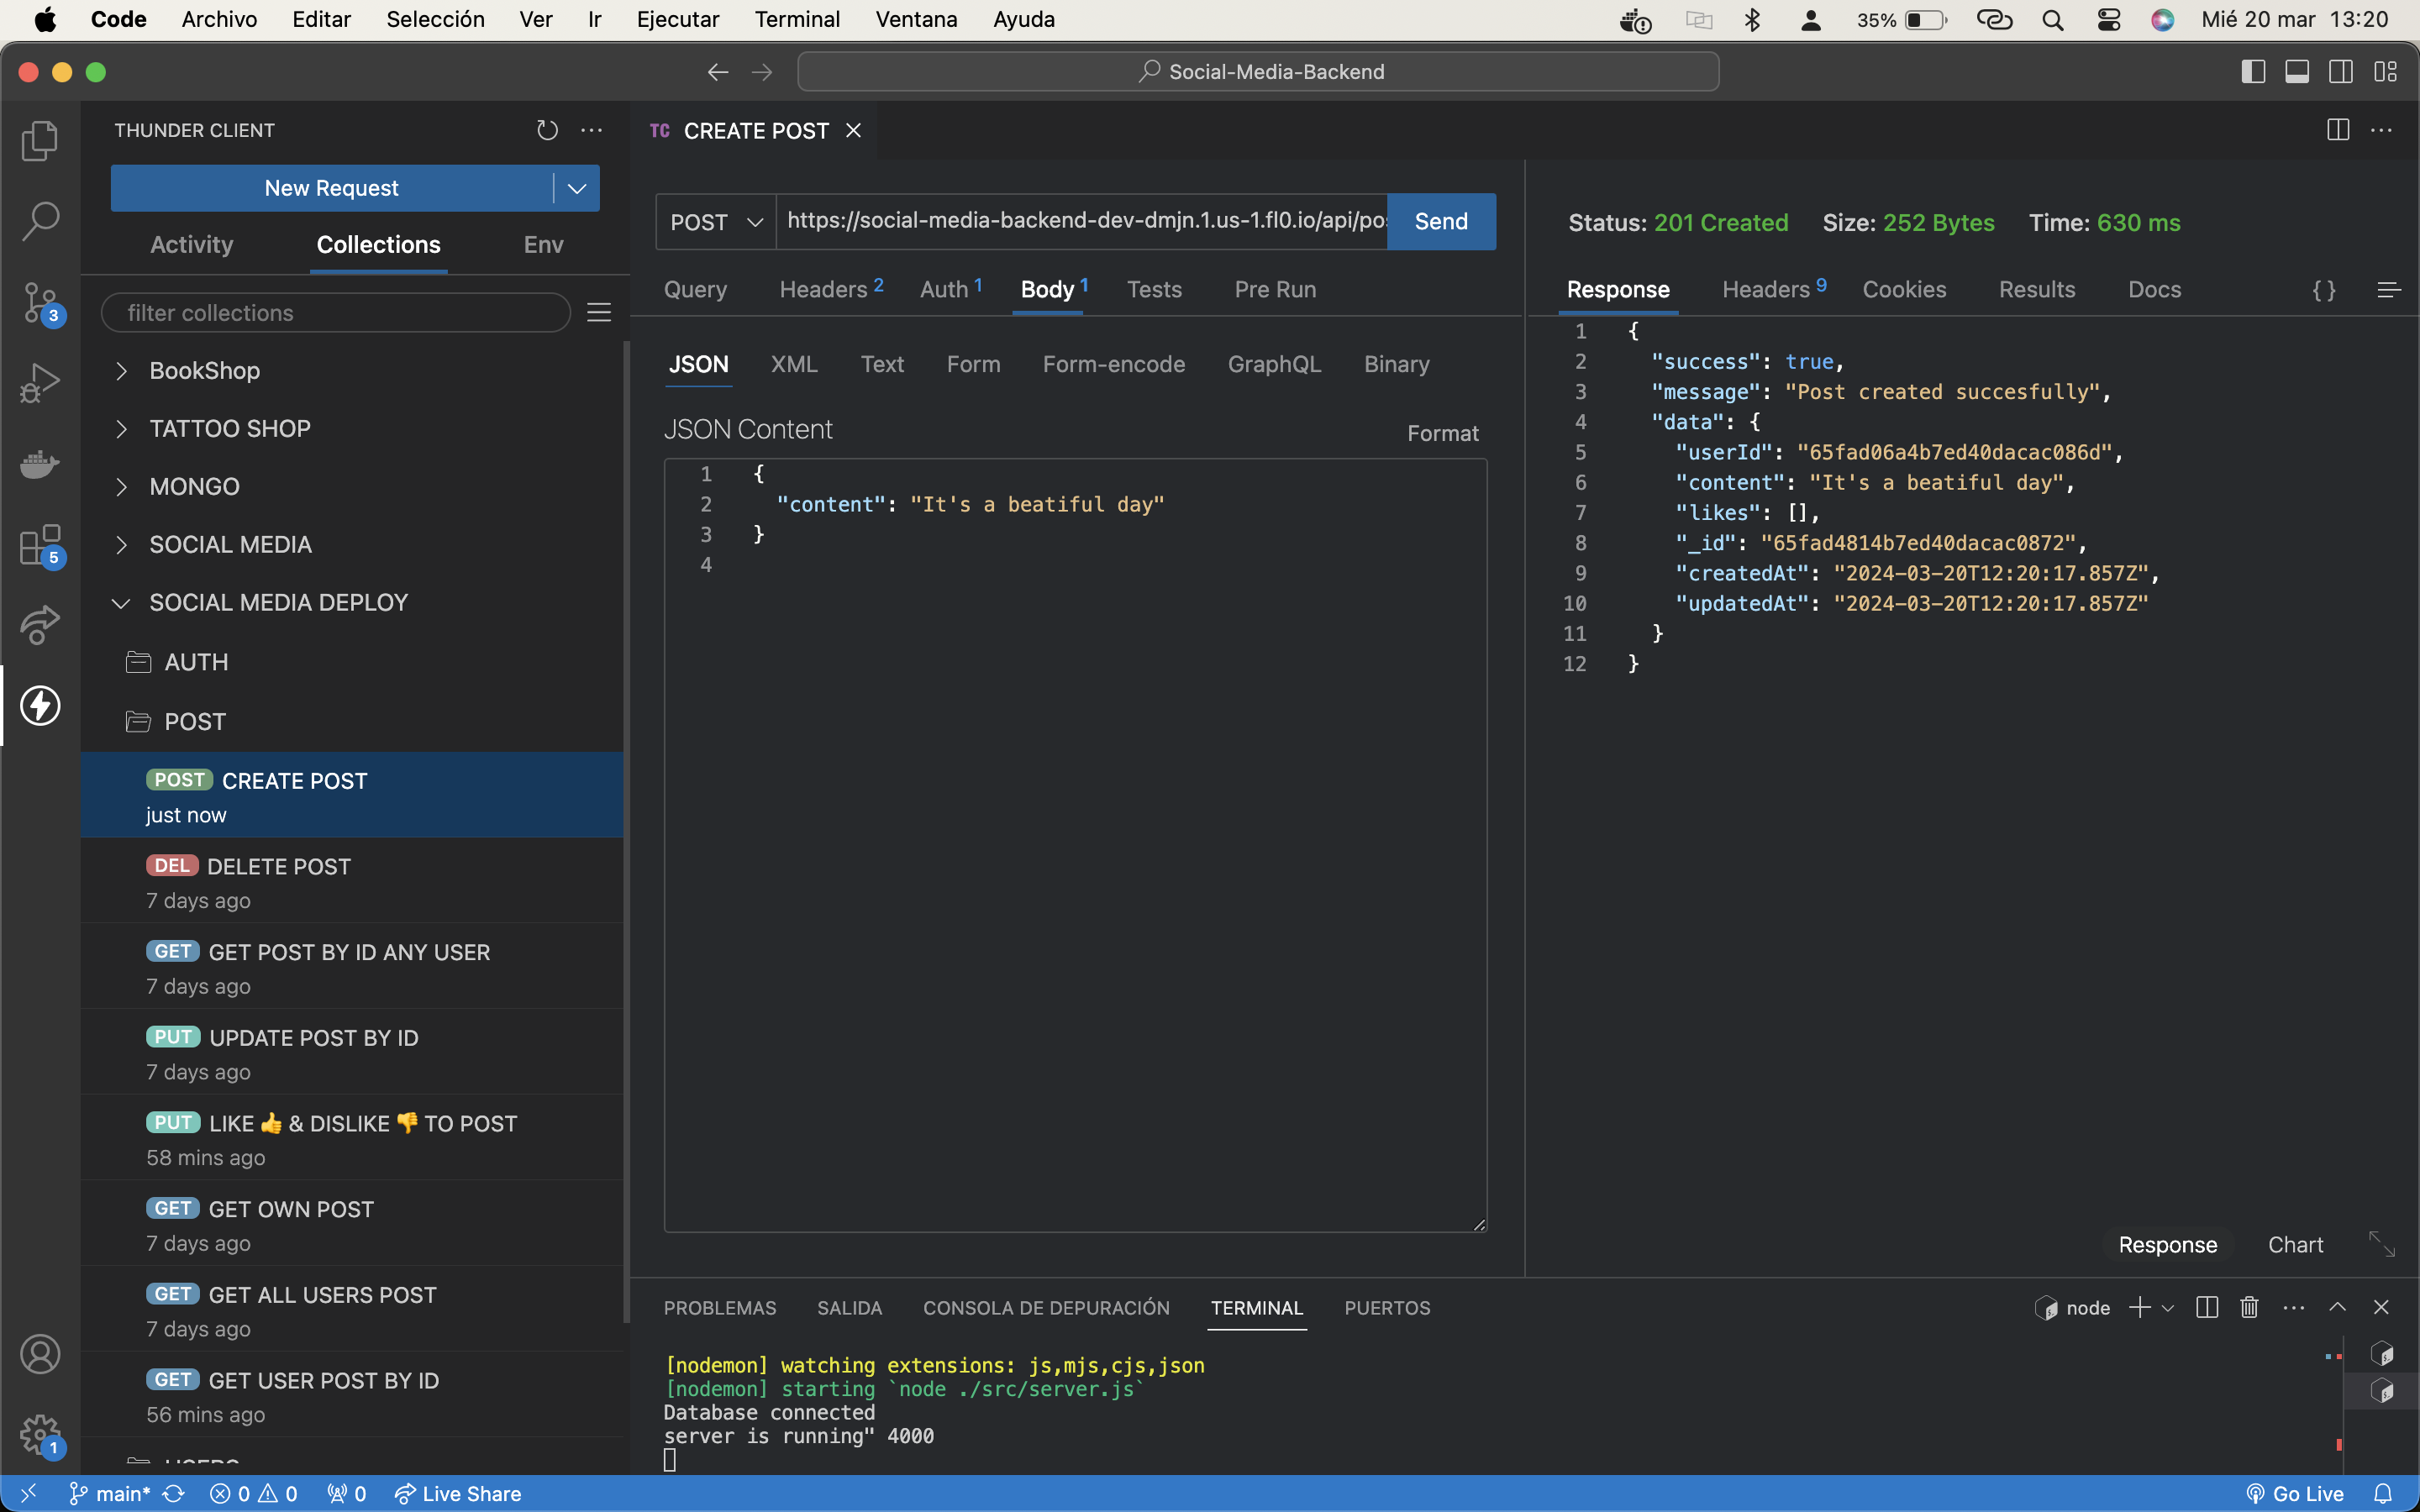 Code Archivo Editar Selección Ver Ir Ejecutar Terminal Ventana Ayuda 35% Mié 20 mar 13:20
Social-Media-Backend
THUNDER CLIENT
New Request
Activity Collections Env
filter collections
BookShop
TATTOO SHOP
MONGO
SOCIAL MEDIA
SOCIAL MEDIA DEPLOY
AUTH
POST
POST CREATE POST
just now
DEL DELETE POST
7 days ago
GET GET POST BY ID ANY USER
7 days ago
PUT UPDATE POST BY ID
7 days ago
PUT LIKE 👍 & DISLIKE 👎 TO POST
58 mins ago
GET GET OWN POST
7 days ago
GET GET ALL USERS POST
7 days ago
GET GET USER POST BY ID
56 mins ago
3
5
1
TC CREATE POST
POST https://social-media-backend-dev-dmjn.1.us-1.fl0.io/api/po Send
Query Headers 2 Auth 1 Body 1 Tests Pre Run
JSON XML Text Form Form-encode GraphQL Binary
JSON Content Format
1 {
2 "content": "It's a beatiful day"
3 }
4
Status: 201 Created Size: 252 Bytes Time: 630 ms
Response Headers 9 Cookies Results Docs { }
1 {
2 "success": true,
3 "message": "Post created succesfully",
4 "data": {
5 "userId": "65fad06a4b7ed40dacac086d",
6 "content": "It's a beatiful day",
7 "likes": [],
8 "_id": "65fad4814b7ed40dacac0872",
9 "createdAt": "2024-03-20T12:20:17.857Z",
10 "updatedAt": "2024-03-20T12:20:17.857Z"
11 }
12 }
Response Chart
PROBLEMAS SALIDA CONSOLA DE DEPURACIÓN TERMINAL PUERTOS node
[nodemon] watching extensions: js,mjs,cjs,json
[nodemon] starting `node ./src/server.js`
Database connected
server is running" 4000
main* 0 0 0 Live Share Go Live